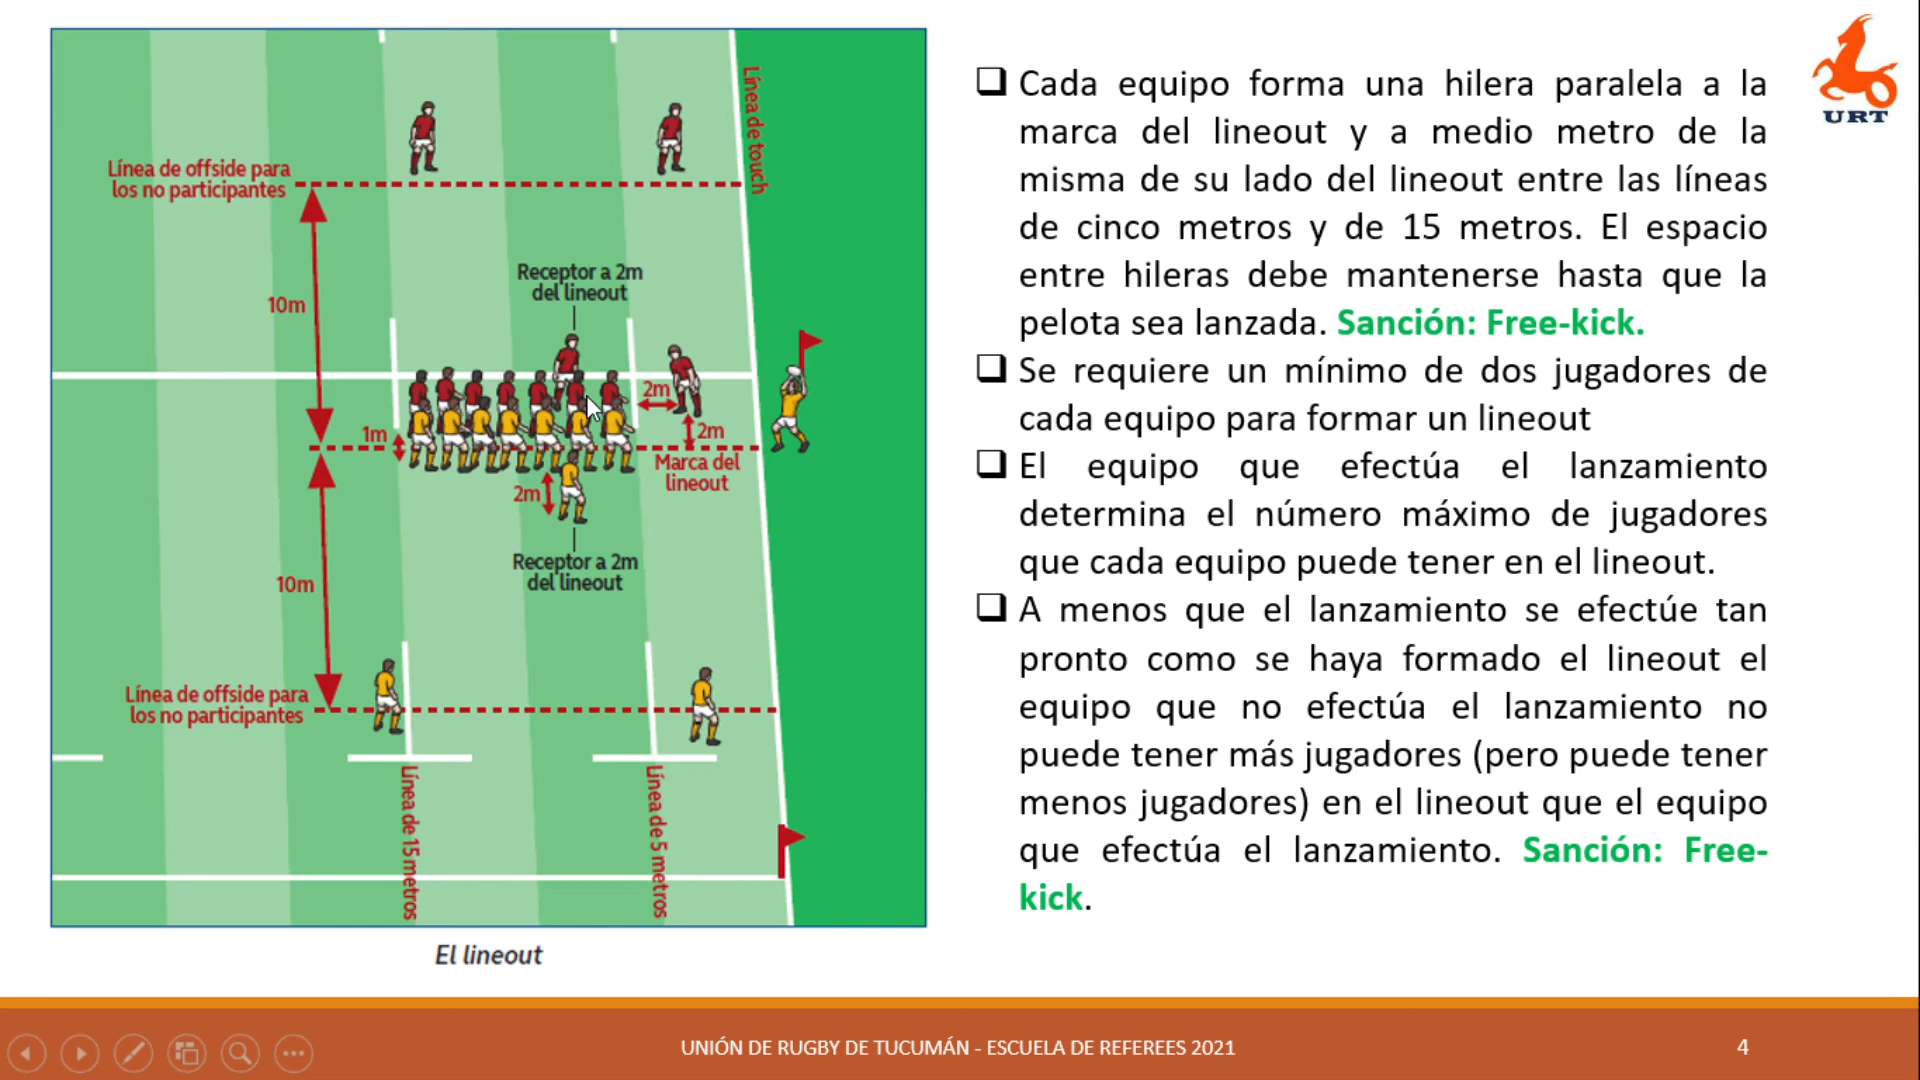 Línea de touch
Línea de offside para
los no participantes
10m
Receptor a 2m
del lineout
2m
2m
1m
Marca del
lineout
2m
Receptor a 2m
del lineout
10m
Línea de offside para
los no participantes
Línea de 15 metros
Línea de 5 metros
El lineout
Cada equipo forma una hilera paralela a la
marca del lineout y a medio metro de la
misma de su lado del lineout entre las líneas
de cinco metros y de 15 metros. El espacio
entre hileras debe mantenerse hasta que la
pelota sea lanzada. Sanción: Free-kick.
Se requiere un mínimo de dos jugadores de
cada equipo para formar un lineout
El equipo que efectúa el lanzamiento
determina el número máximo de jugadores
que cada equipo puede tener en el lineout.
A menos que el lanzamiento se efectúe tan
pronto como se haya formado el lineout el
equipo que no efectúa el lanzamiento no
puede tener más jugadores (pero puede tener
menos jugadores) en el lineout que el equipo
que efectúa el lanzamiento. Sanción: Free-
kick.
URT
UNIÓN DE RUGBY DE TUCUMÁN - ESCUELA DE REFEREES 2021
4